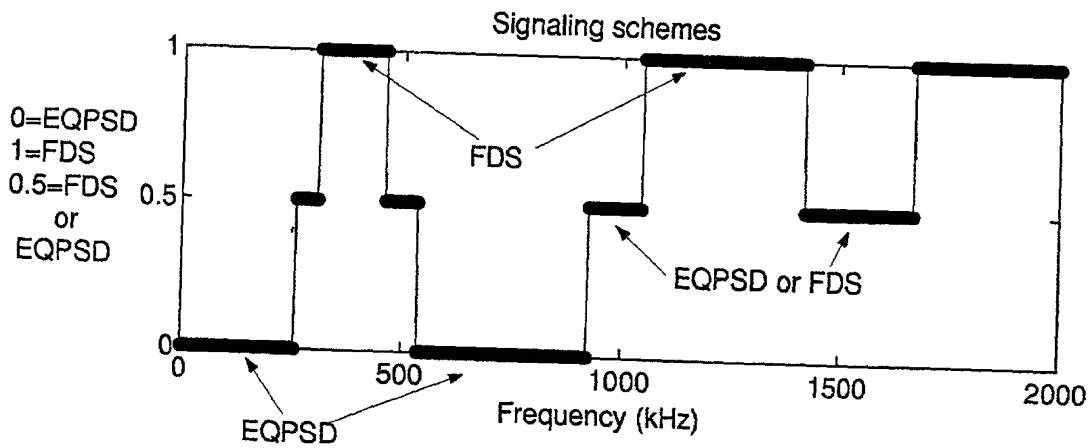 Signaling schemes
1
0=EQPSD
1=FDS
0.5=FDS
or
EQPSD
0.5
0
FDS
EQPSD or FDS
0
500
1000
1500
2000
EQPSD
Frequency (kHz)